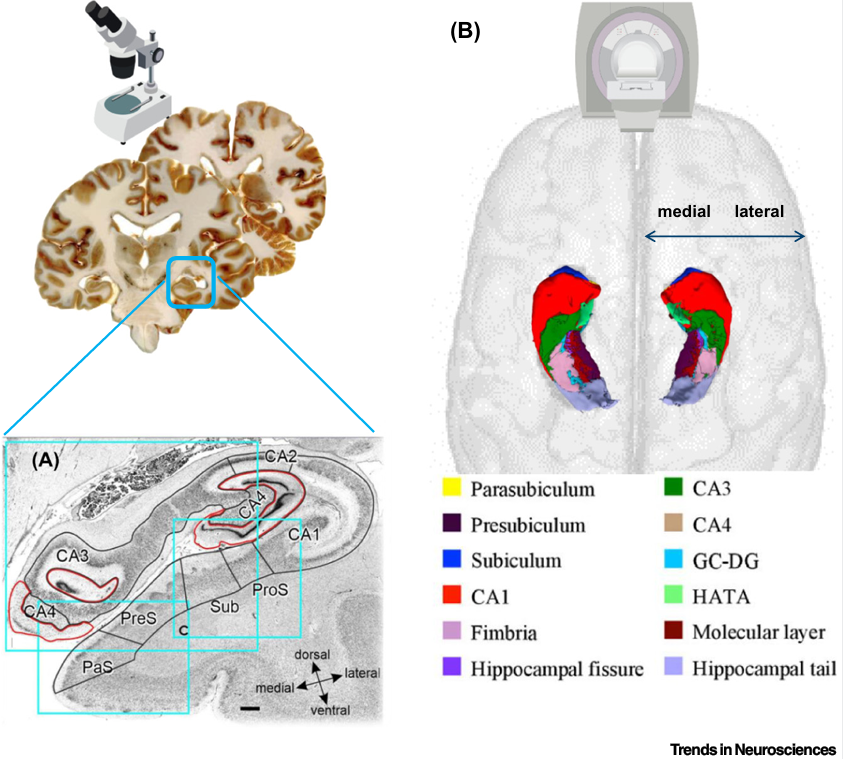 (A)
CA2
CA4
CA1
CA3
CA4
ProS
Sub
PreS
C
PaS
dorsal
lateral
medial
ventral
(B)
medial lateral
Parasubiculum
Presubiculum
Subiculum
CA1
Fimbria
Hippocampal fissure
CA3
CA4
GC-DG
HATA
Molecular layer
Hippocampal tail
Trends in Neurosciences